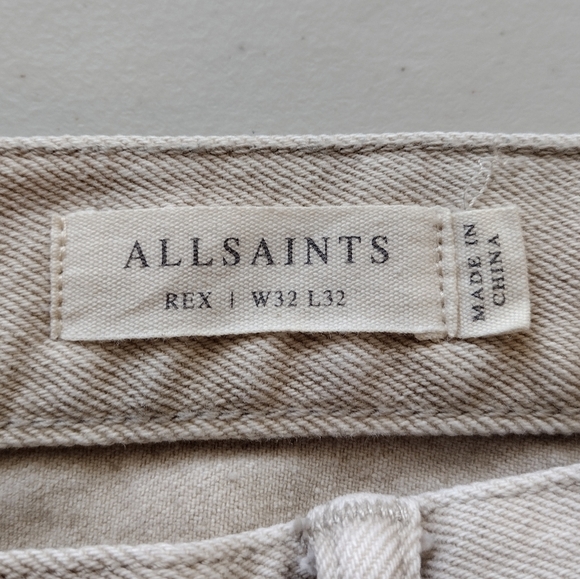 ALLSAINTS
REX | W32 L32
MADE IN
CHINA